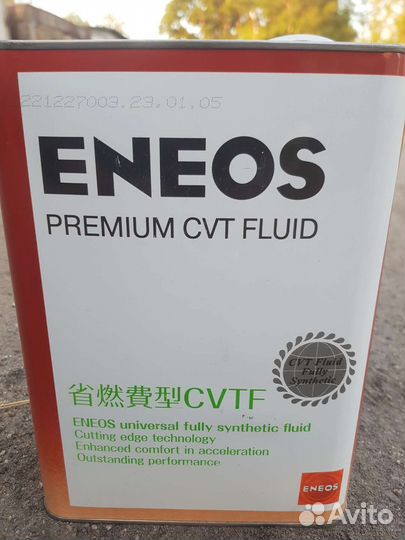 221227003.23.01.05
ENEOS
PREMIUM CVT FLUID
CVT Fluid
Fully
Synthetic
省燃費型CVTF
ENEOS universal fully synthetic fluid
Cutting edge technology
Enhanced comfort in acceleration
Outstanding performance
ENEOS
Avito